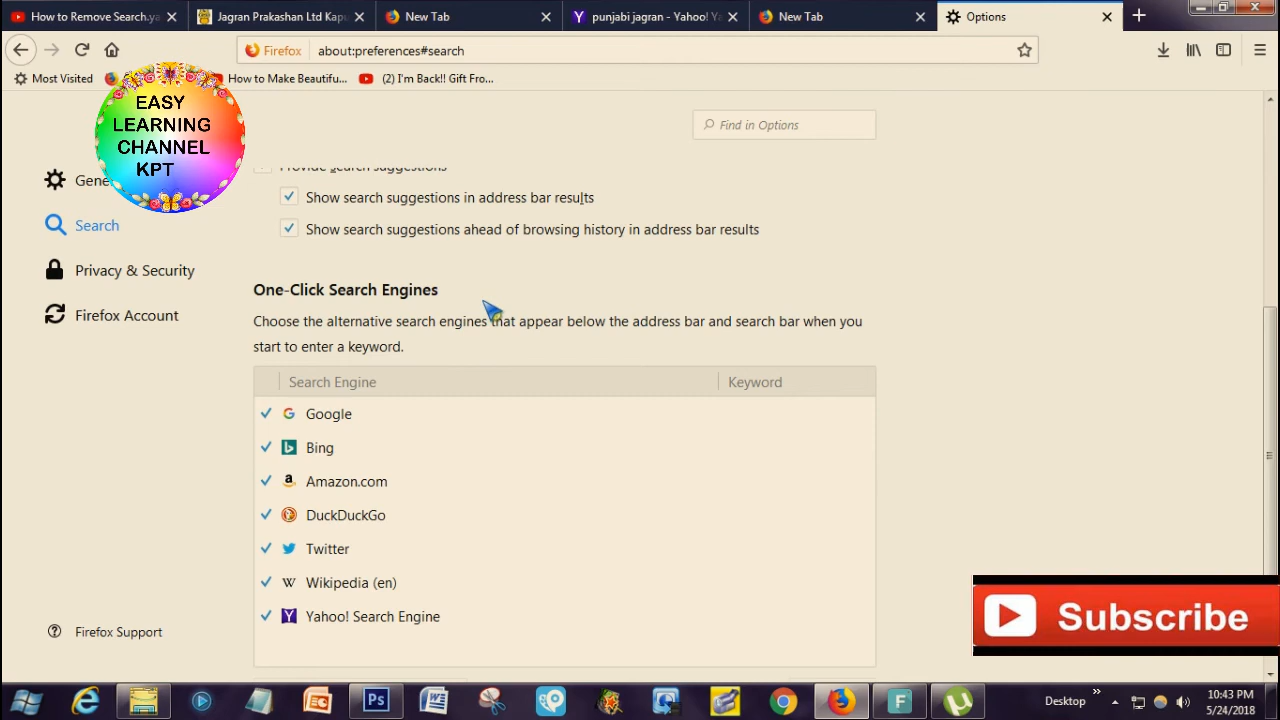 How to Remove Search.ya
Jagran Prakashan Ltd Kapu
New Tab
punjabi jagran - Yahoo! Ya
New Tab
Options
Firefox
about:preferences#search
Most Visited
How to Make Beautifu...
(2) I'm Back!! Gift Fro...
EASY
LEARNING
CHANNEL
KPT
Find in Options
Provide search suggestions
Show search suggestions in address bar results
Show search suggestions ahead of browsing history in address bar results
Gene
Search
Privacy & Security
Firefox Account
One-Click Search Engines
Choose the alternative search engines that appear below the address bar and search bar when you
start to enter a keyword.
Search Engine
Keyword
Google
Bing
Amazon.com
DuckDuckGo
Twitter
Wikipedia (en)
Yahoo! Search Engine
Firefox Support
Subscribe
Desktop
10:43 PM
5/24/2018